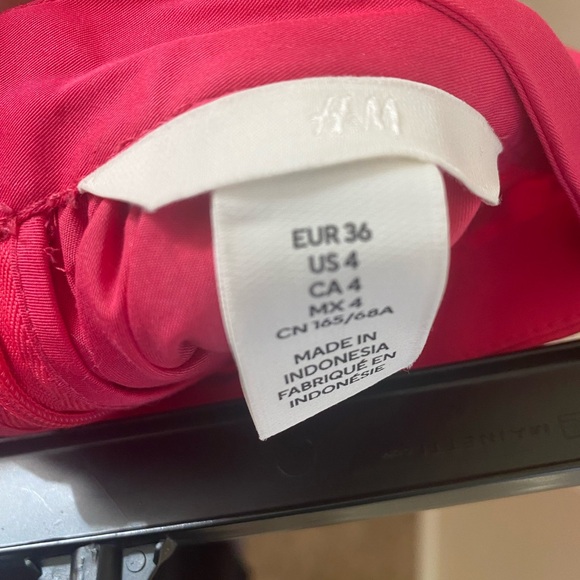 H&M
EUR 36
US 4
CA 4
MX 4
CN 165/68A
MADE IN
INDONESIA
FABRIQUÉ EN
INDONÉSIE